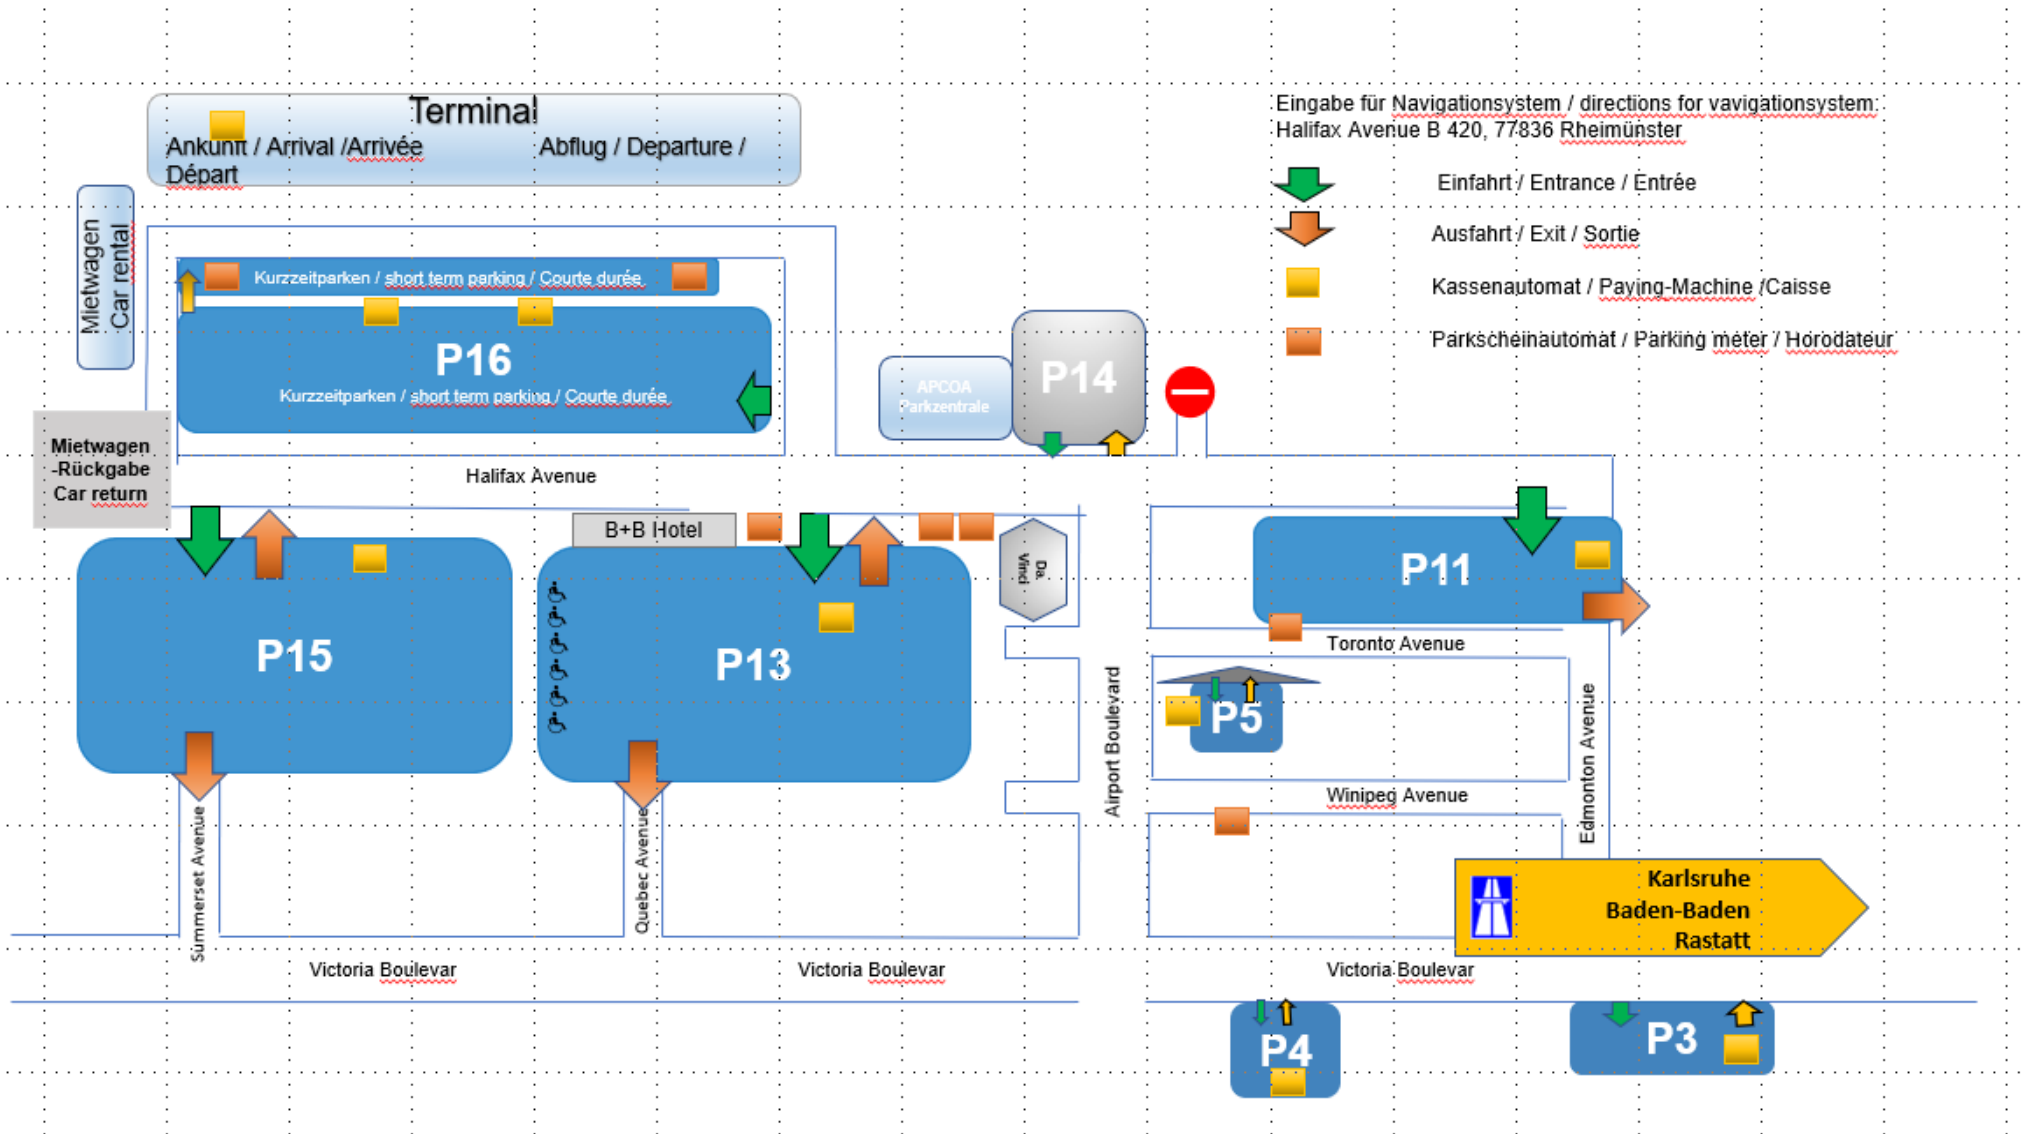 Terminal
Ankunft / Arrival /Arrivée Abflug / Departure /
Départ
Mietwagen
Car rental
Eingabe für Navigationsystem / directions for vavigationsystem:
Halifax Avenue B 420, 77836 Rheimünster
Einfahrt / Entrance / Entrée
Ausfahrt / Exit / Sortie
Kassenautomat / Paying-Machine /Caisse
Parkscheinautomat / Parking meter / Horodateur
Kurzzeitparken / short term parking / Courte durée
P16
Kurzzeitparken / short term parking / Courte durée
APCOA
Parkzentrale
P14
Mietwagen
-Rückgabe
Car return
Halifax Avenue
B+B Hotel
Da
Vinci
P15
P13
P11
Toronto Avenue
P5
Airport Boulevard
Winipeg Avenue
Edmonton Avenue
Summerset Avenue
Quebec Avenue
Karlsruhe
Baden-Baden
Rastatt
Victoria Boulevar
Victoria Boulevar
Victoria Boulevar
P4
P3